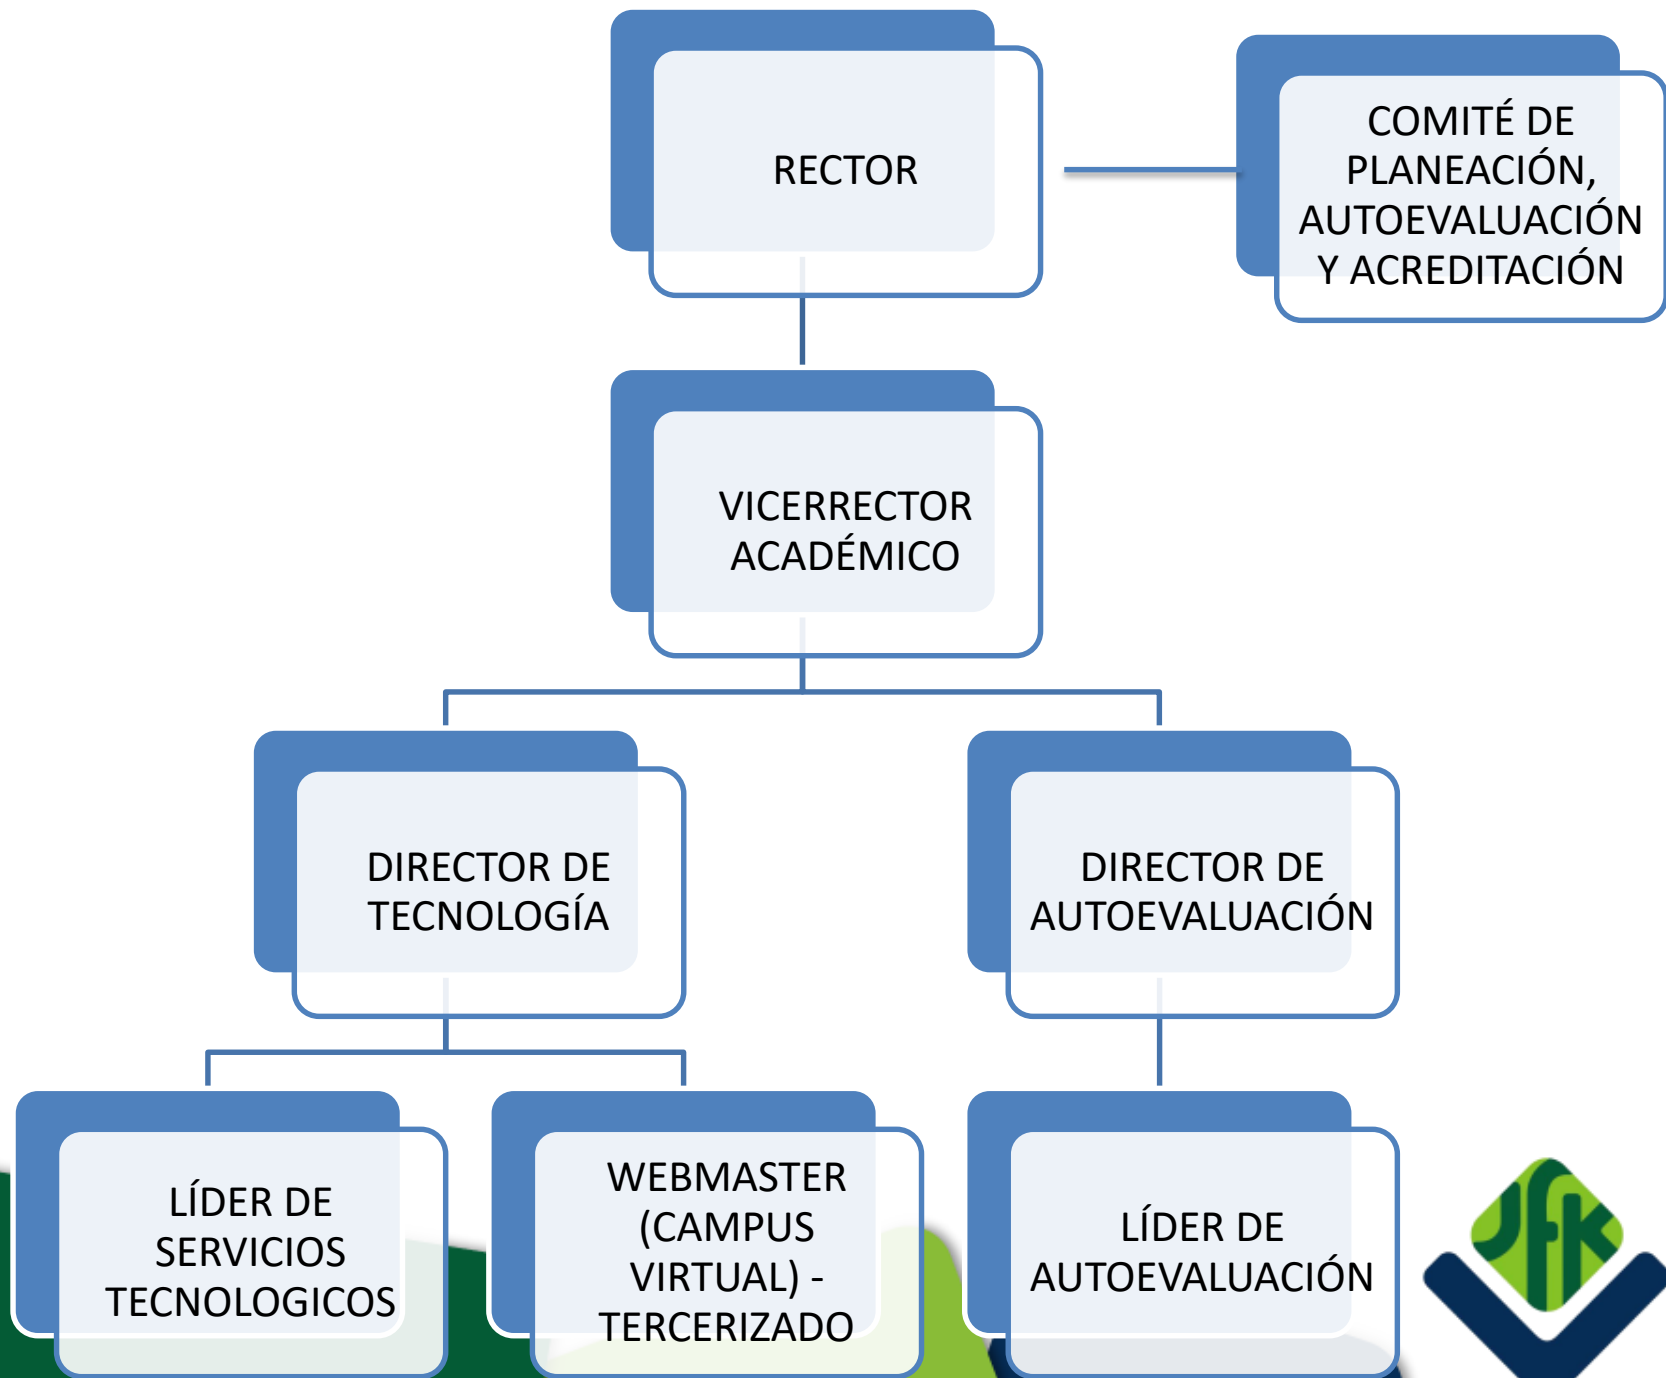 RECTOR
COMITÉ DE
PLANEACIÓN,
AUTOEVALUACIÓN
Y ACREDITACIÓN
VICERRECTOR
ACADÉMICO
DIRECTOR DE
TECNOLOGÍA
DIRECTOR DE
AUTOEVALUACIÓN
LÍDER DE
SERVICIOS
TECNOLOGICOS
WEBMASTER
(CAMPUS
VIRTUAL) -
TERCERIZADO
LÍDER DE
AUTOEVALUACIÓN
Jfk